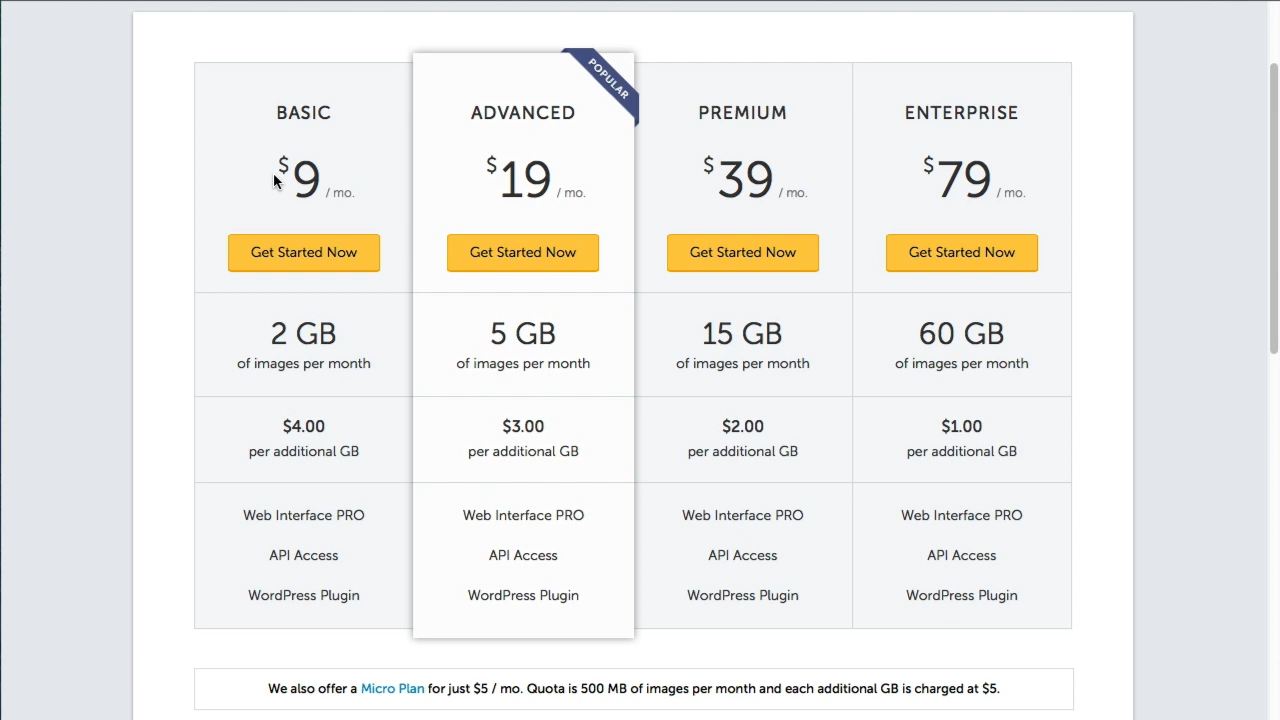 POPULAR
BASIC
$9 / mo.
Get Started Now
2 GB
of images per month
$4.00
per additional GB
Web Interface PRO
API Access
WordPress Plugin
ADVANCED
$19 / mo.
Get Started Now
5 GB
of images per month
$3.00
per additional GB
Web Interface PRO
API Access
WordPress Plugin
PREMIUM
$39 / mo.
Get Started Now
15 GB
of images per month
$2.00
per additional GB
Web Interface PRO
API Access
WordPress Plugin
ENTERPRISE
$79 / mo.
Get Started Now
60 GB
of images per month
$1.00
per additional GB
Web Interface PRO
API Access
WordPress Plugin
We also offer a Micro Plan for just $5 / mo. Quota is 500 MB of images per month and each additional GB is charged at $5.